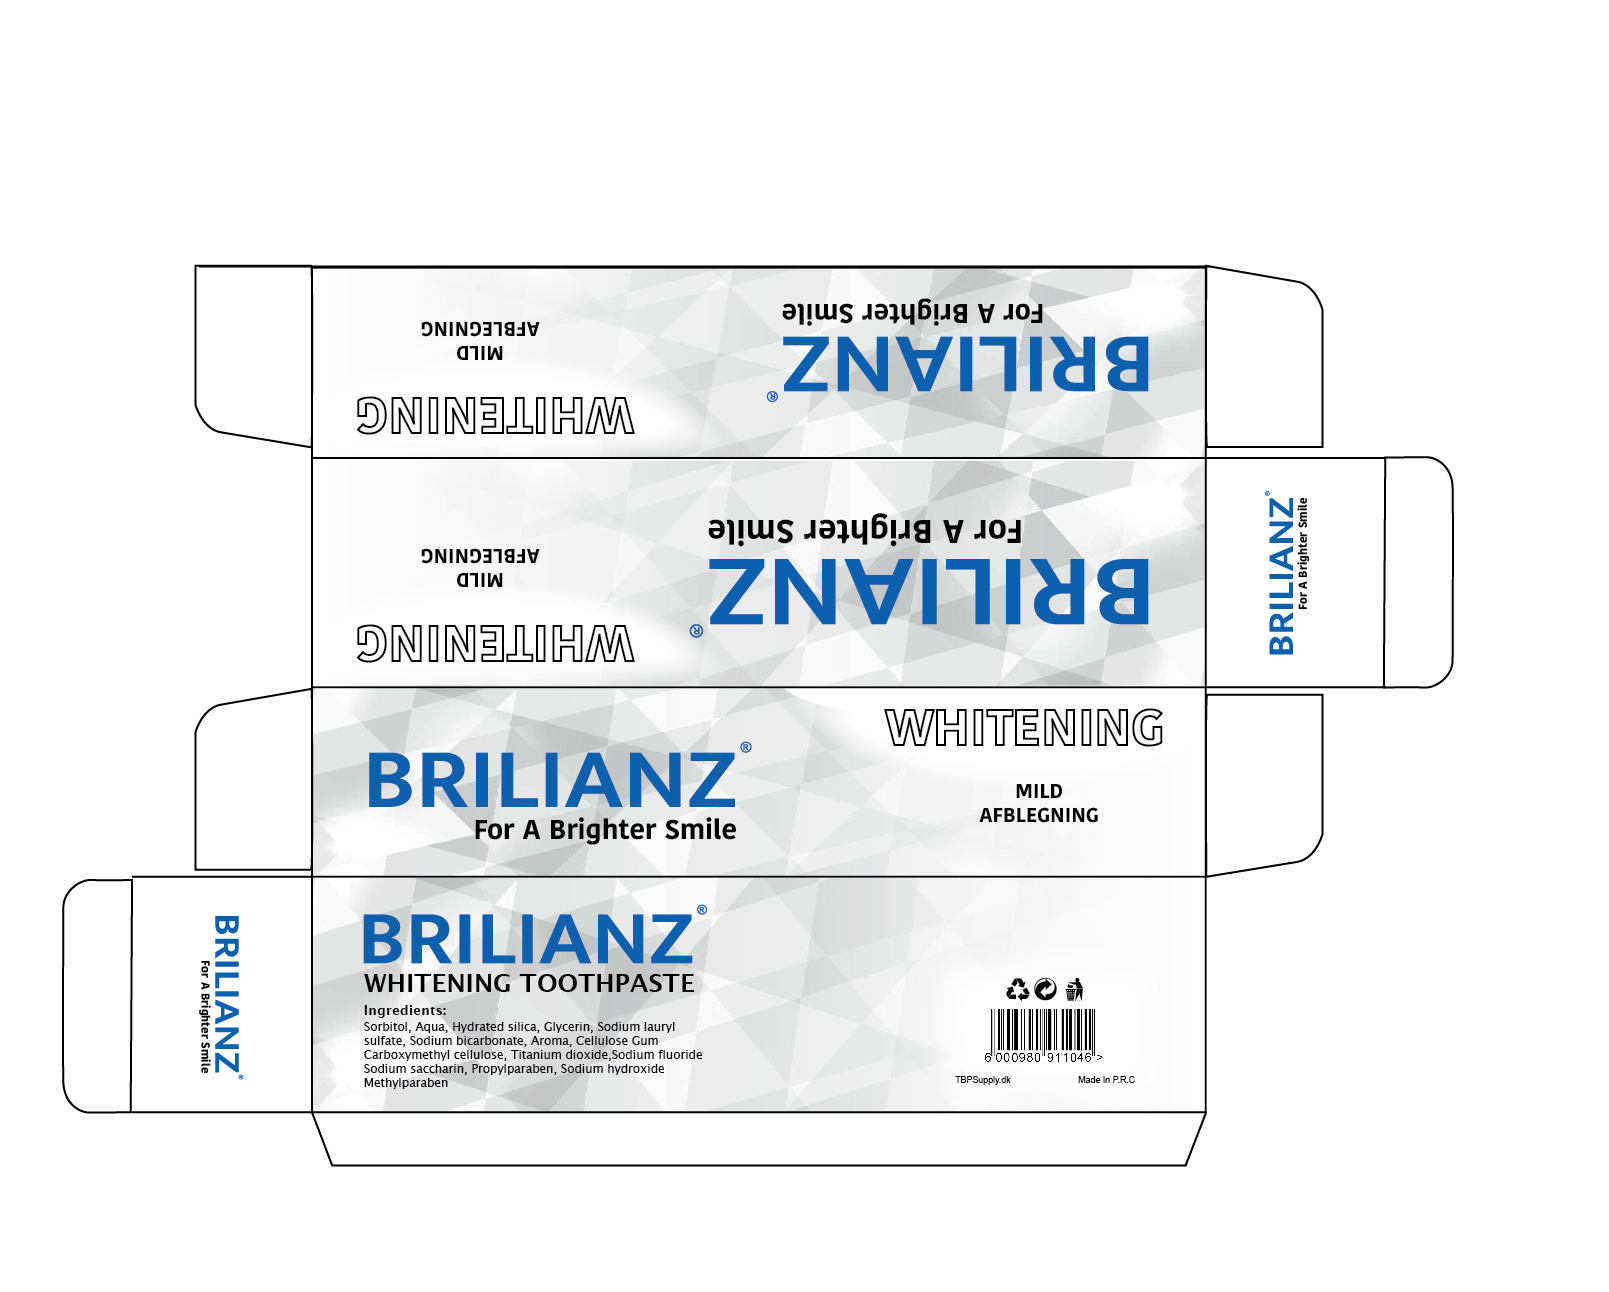 For A Brighter Smile
BRILIANZ®
MILD
AFBLEGNING
WHITENING
For A Brighter Smile
BRILIANZ®
MILD
AFBLEGNING
WHITENING
BRILIANZ®
For A Brighter Smile
BRILIANZ®
For A Brighter Smile
WHITENING
MILD
AFBLEGNING
BRILIANZ®
For A Brighter Smile
BRILIANZ®
WHITENING TOOTHPASTE
Ingredients:
Sorbitol, Aqua, Hydrated silica, Glycerin, Sodium lauryl
sulfate, Sodium bicarbonate, Aroma, Cellulose Gum
Carboxymethyl cellulose, Titanium dioxide,Sodium fluoride
Sodium saccharin, Propylparaben, Sodium hydroxide
Methylparaben
6 000980 911046 >
TBPSupply.dk
Made In P.R.C